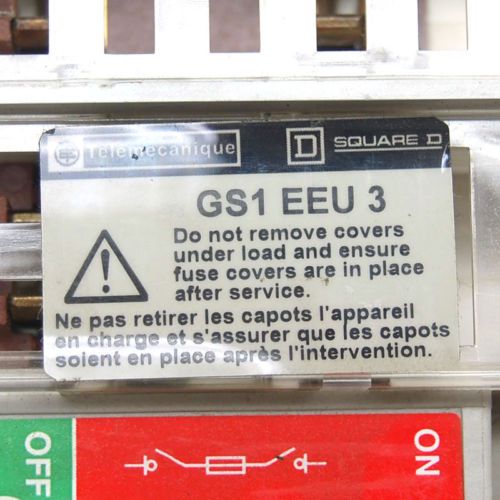 Telemecanique
D SQUARE D
GS1 EEU 3
Do not remove covers
under load and ensure
fuse covers are in place
after service.
Ne pas retirer les capots l'appareil
en charge et s'assurer que les capots
soient en place après l'intervention.
OFF
ON